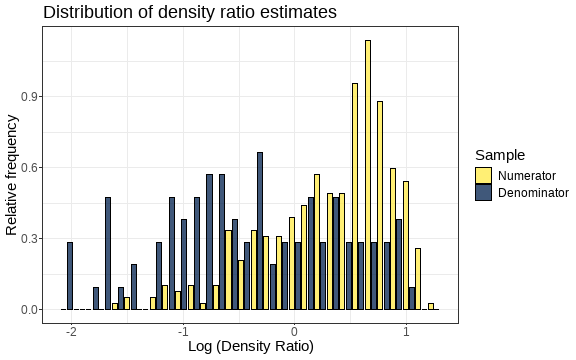 Distribution of density ratio estimates
Relative frequency
0.9
0.6
0.3
0.0
-2
-1
0
1
Log (Density Ratio)
Sample
Numerator
Denominator